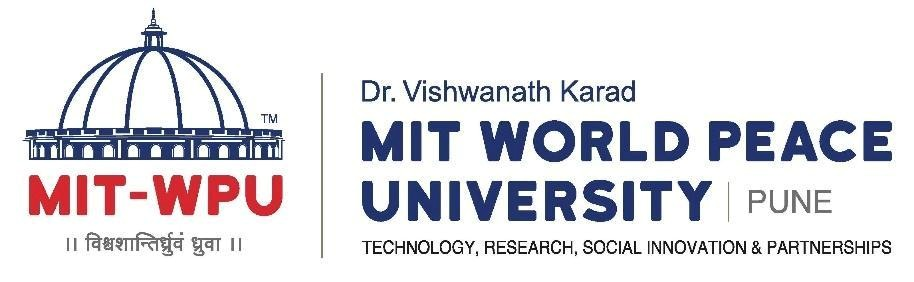 TM
MIT-WPU
।। विश्वशान्तिर्ध्रुवं ध्रुवा ।।
Dr. Vishwanath Karad
MIT WORLD PEACE
UNIVERSITY | PUNE
TECHNOLOGY, RESEARCH, SOCIAL INNOVATION & PARTNERSHIPS